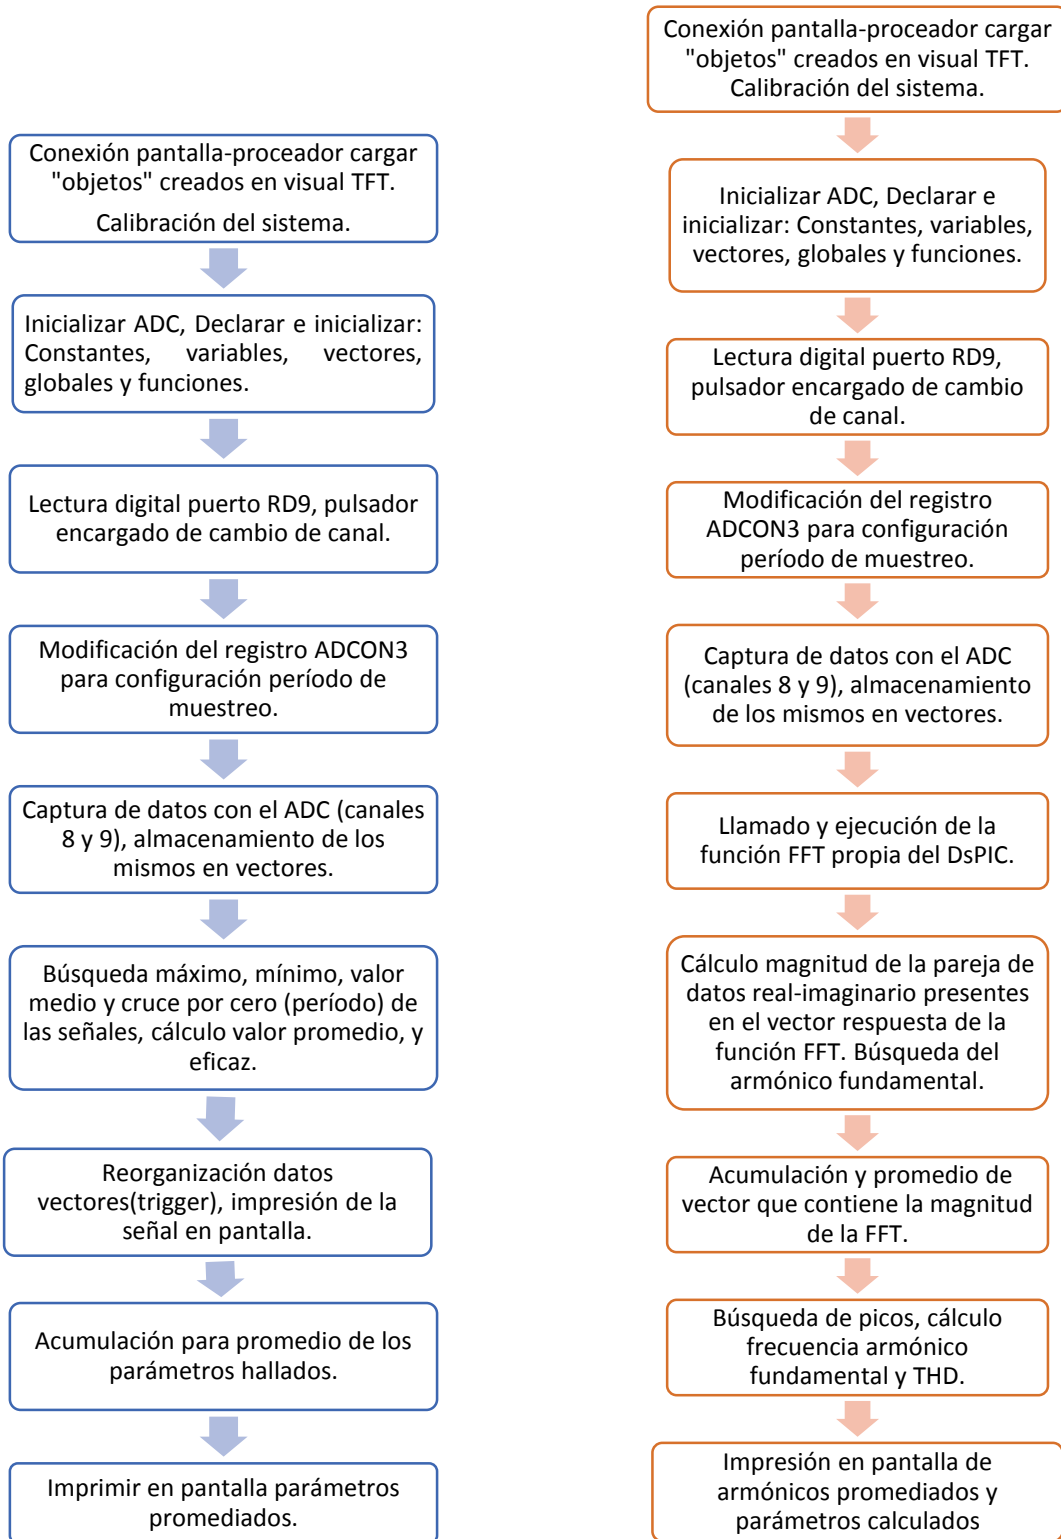 Conexión pantalla-proceador cargar
"objetos" creados en visual TFT.
Calibración del sistema.
Inicializar ADC, Declarar e inicializar:
Constantes, variables, vectores,
globales y funciones.
Lectura digital puerto RD9, pulsador
encargado de cambio de canal.
Modificación del registro ADCON3
para configuración período de
muestreo.
Captura de datos con el ADC (canales
8 y 9), almacenamiento de los
mismos en vectores.
Búsqueda máximo, mínimo, valor
medio y cruce por cero (período) de
las señales, cálculo valor promedio, y
eficaz.
Reorganización datos
vectores(trigger), impresión de la
señal en pantalla.
Acumulación para promedio de los
parámetros hallados.
Imprimir en pantalla parámetros
promediados.
Conexión pantalla-proceador cargar
"objetos" creados en visual TFT.
Calibración del sistema.
Inicializar ADC, Declarar e
inicializar: Constantes, variables,
vectores, globales y funciones.
Lectura digital puerto RD9,
pulsador encargado de cambio
de canal.
Modificación del registro
ADCON3 para configuración
período de muestreo.
Captura de datos con el ADC
(canales 8 y 9), almacenamiento
de los mismos en vectores.
Llamado y ejecución de la
función FFT propia del DsPIC.
Cálculo magnitud de la pareja de
datos real-imaginario presentes
en el vector respuesta de la
función FFT. Búsqueda del
armónico fundamental.
Acumulación y promedio de
vector que contiene la magnitud
de la FFT.
Búsqueda de picos, cálculo
frecuencia armónico
fundamental y THD.
Impresión en pantalla de
armónicos promediados y
parámetros calculados